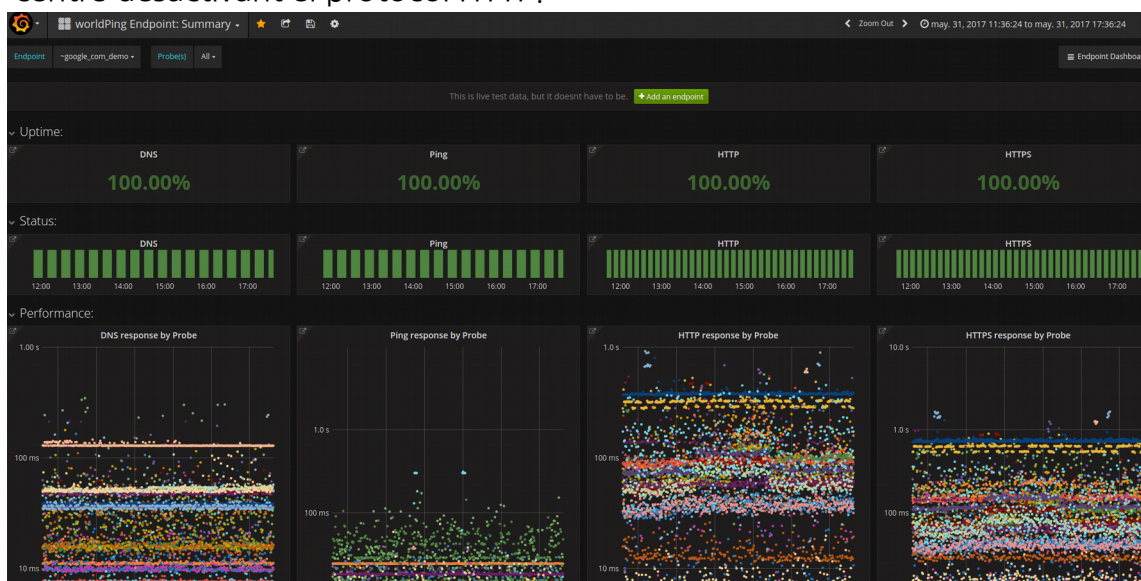 worldPing Endpoint: Summary
Zoom Out
may. 31, 2017 11:36:24 to may. 31, 2017 17:36:24
Endpoint
~google_com_demo
Probe(s)
All
Endpoint
This is live test data, but it doesnt have to be.
+ Add an endpoint
Uptime:
DNS
Ping
HTTP
HTTPS
100.00%
100.00%
100.00%
100.00%
Status:
DNS
Ping
HTTP
HTTPS
12:00 13:00 14:00 15:00 16:00 17:00
12:00 13:00 14:00 15:00 16:00 17:00
12:00 13:00 14:00 15:00 16:00 17:00
12:00 13:00 14:00 15:00 16:00 17:00
Performance:
DNS response by Probe
Ping response by Probe
HTTP response by Probe
HTTPS response by Probe
1.00 s
100 ms
10 ms
1.0 s
100 ms
1.0 s
100 ms
10 ms
10.0 s
1.0 s
100 ms